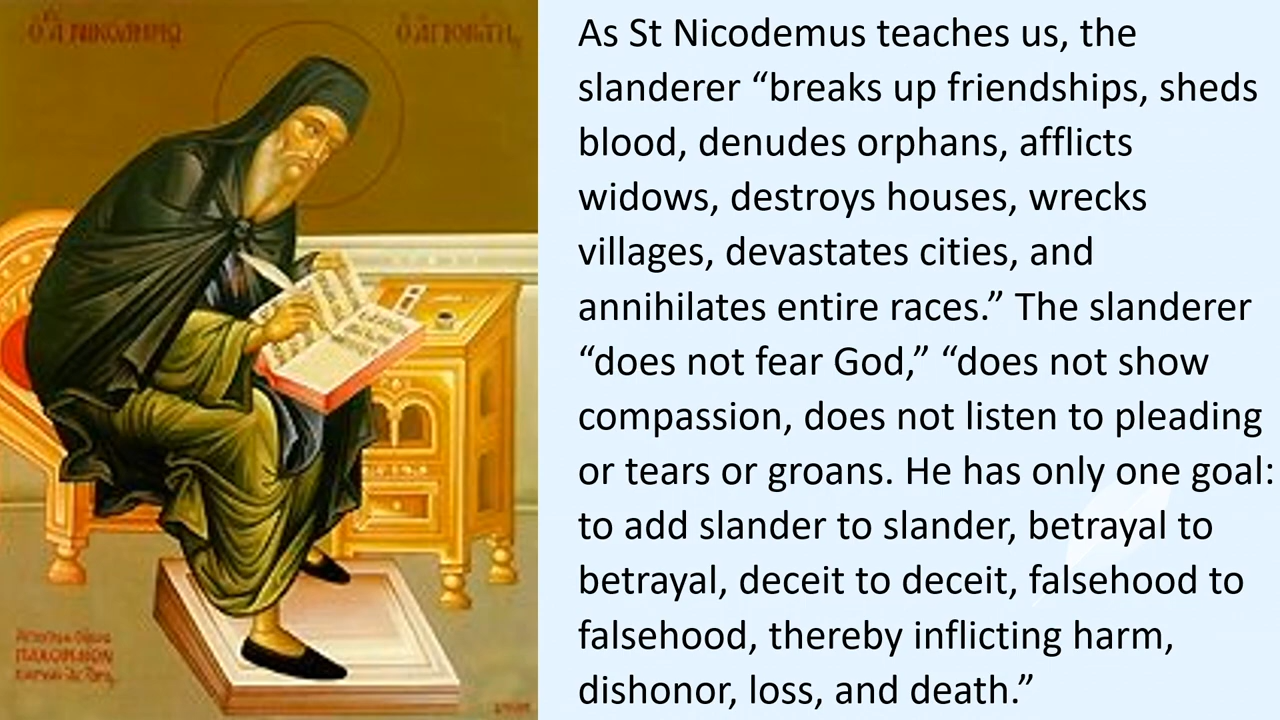 Ο ΑΓΙΟΡΕΙΤΗς
As St Nicodemus teaches us, the
slanderer “breaks up friendships, sheds
blood, denudes orphans, afflicts
widows, destroys houses, wrecks
villages, devastates cities, and
annihilates entire races.” The slanderer
“does not fear God,” “does not show
compassion, does not listen to pleading
or tears or groans. He has only one goal:
to add slander to slander, betrayal to
betrayal, deceit to deceit, falsehood to
falsehood, thereby inflicting harm,
dishonor, loss, and death.”